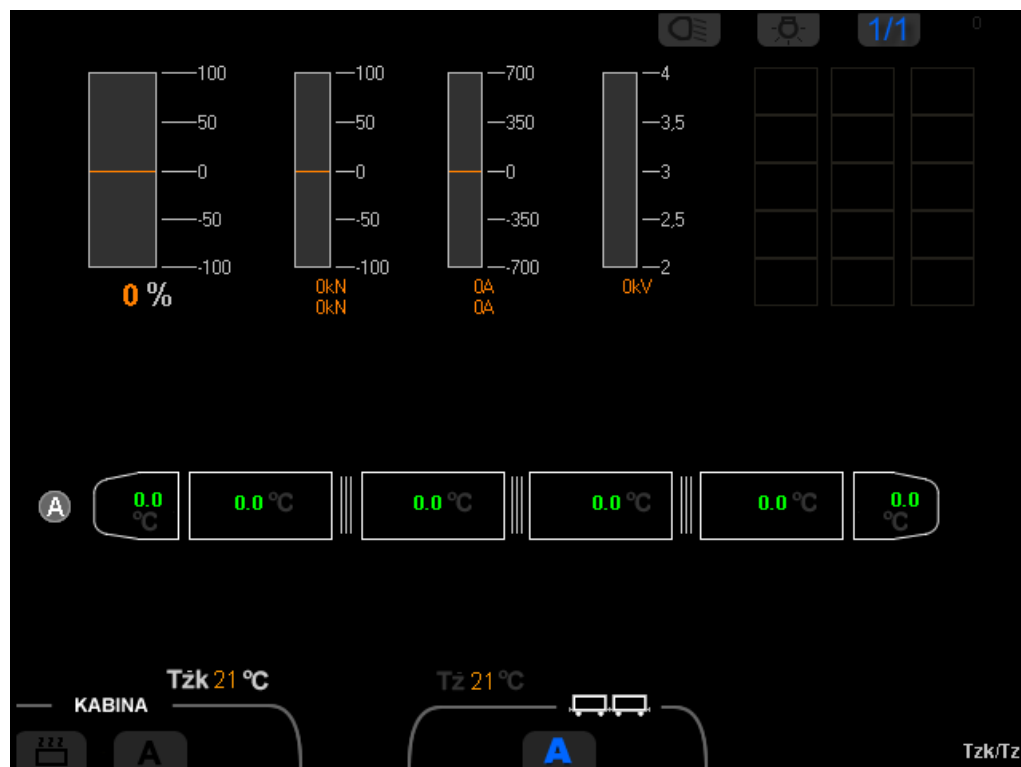 1/1 0
100 100 700 4
50 50 350 3,5
0 0 0 3
-50 -50 -350 2,5
-100 -100 -700 2
0 % 0kN 0A 0kV
0kN 0A
A 0.0 °C 0.0 °C 0.0 °C 0.0 °C 0.0 °C 0.0 °C
Tžk 21 °C Tž 21 °C
KABINA
A A Tzk/Tz